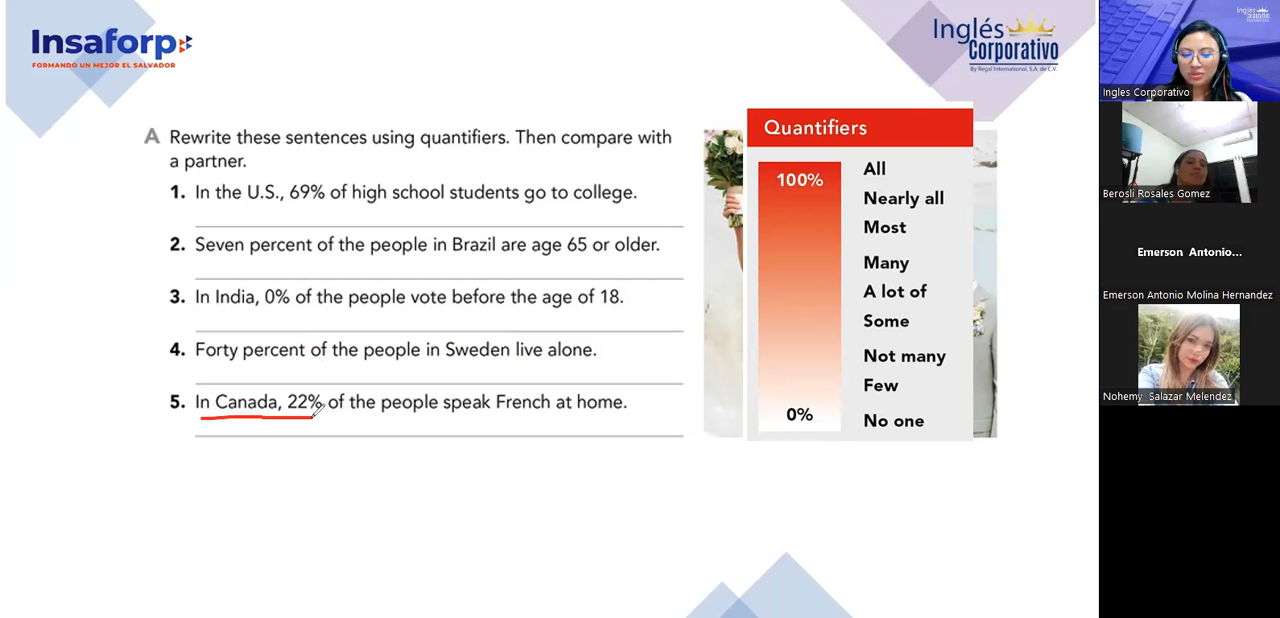 Insaforp
FORMANDO UN MEJOR EL SALVADOR
Inglés
Corporativo
By Regal International, S.A. de C.V.
A Rewrite these sentences using quantifiers. Then compare with
a partner.
1. In the U.S., 69% of high school students go to college.
2. Seven percent of the people in Brazil are age 65 or older.
3. In India, 0% of the people vote before the age of 18.
4. Forty percent of the people in Sweden live alone.
5. In Canada, 22% of the people speak French at home.
Quantifiers
100%
All
Nearly all
Most
Many
A lot of
Some
Not many
Few
0%
No one
Inglés
Corporativo
Ingles Corporativo
Berosli Rosales Gomez
Emerson Antonio...
Emerson Antonio Molina Hernandez
Nohemy Salazar Melendez